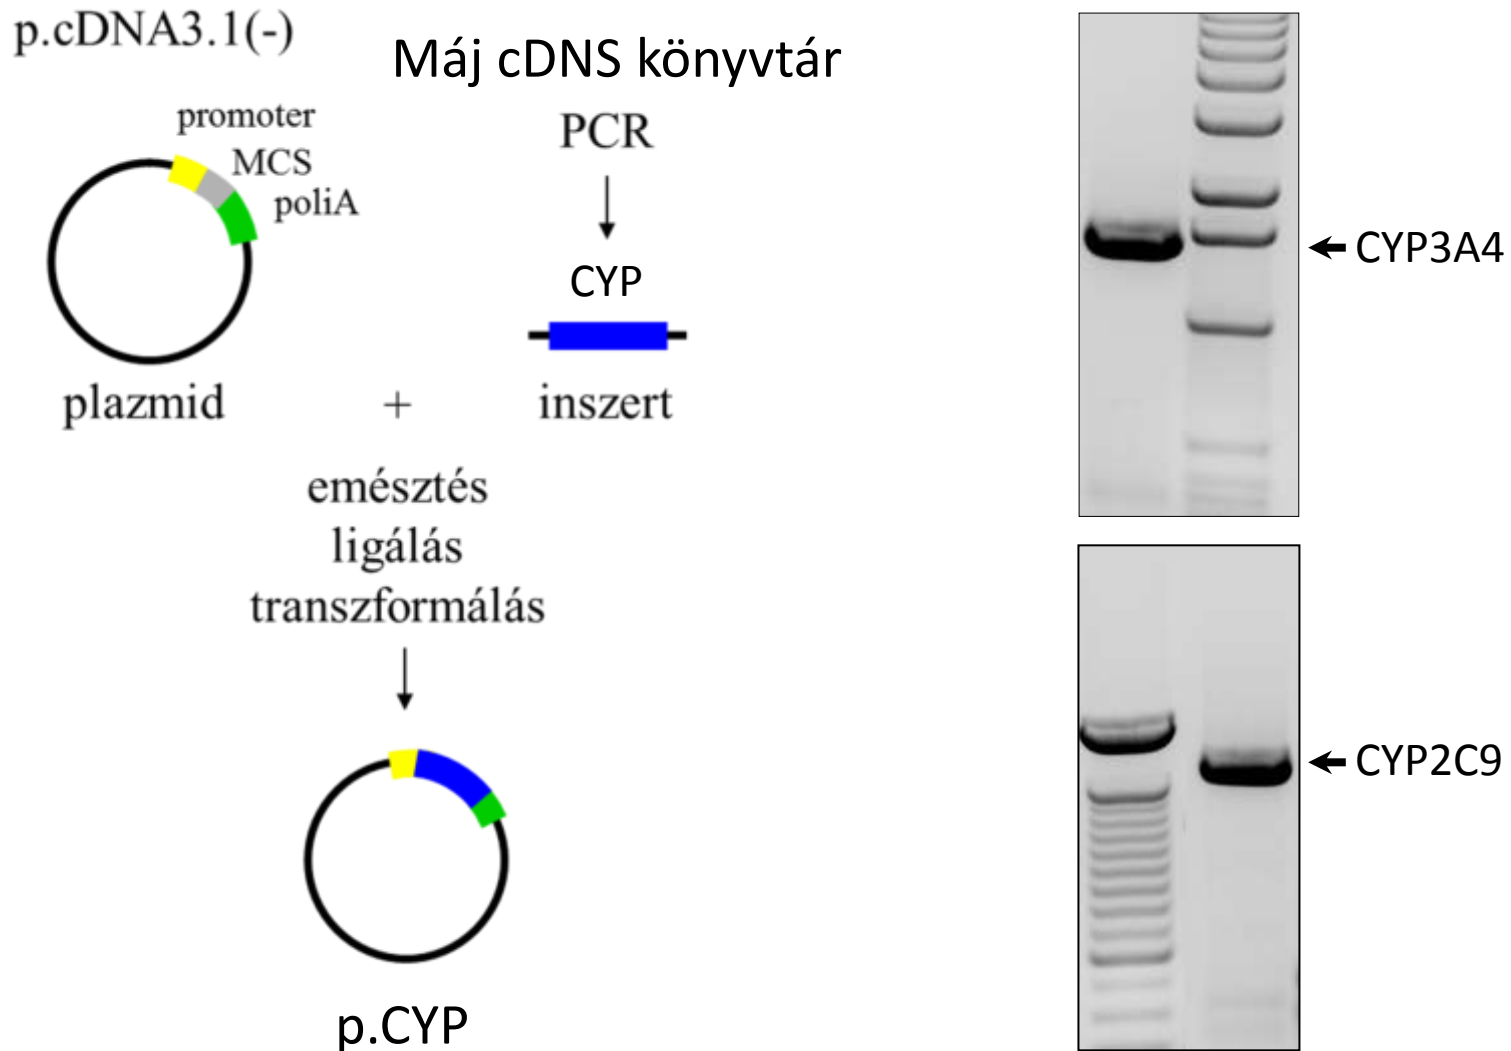 p.cDNA3.1(-)
Máj cDNS könyvtár
promoter
MCS
poliA
PCR
CYP
plazmid
+
inszert
emésztés
ligálás
transzformálás
p.CYP
CYP3A4
CYP2C9